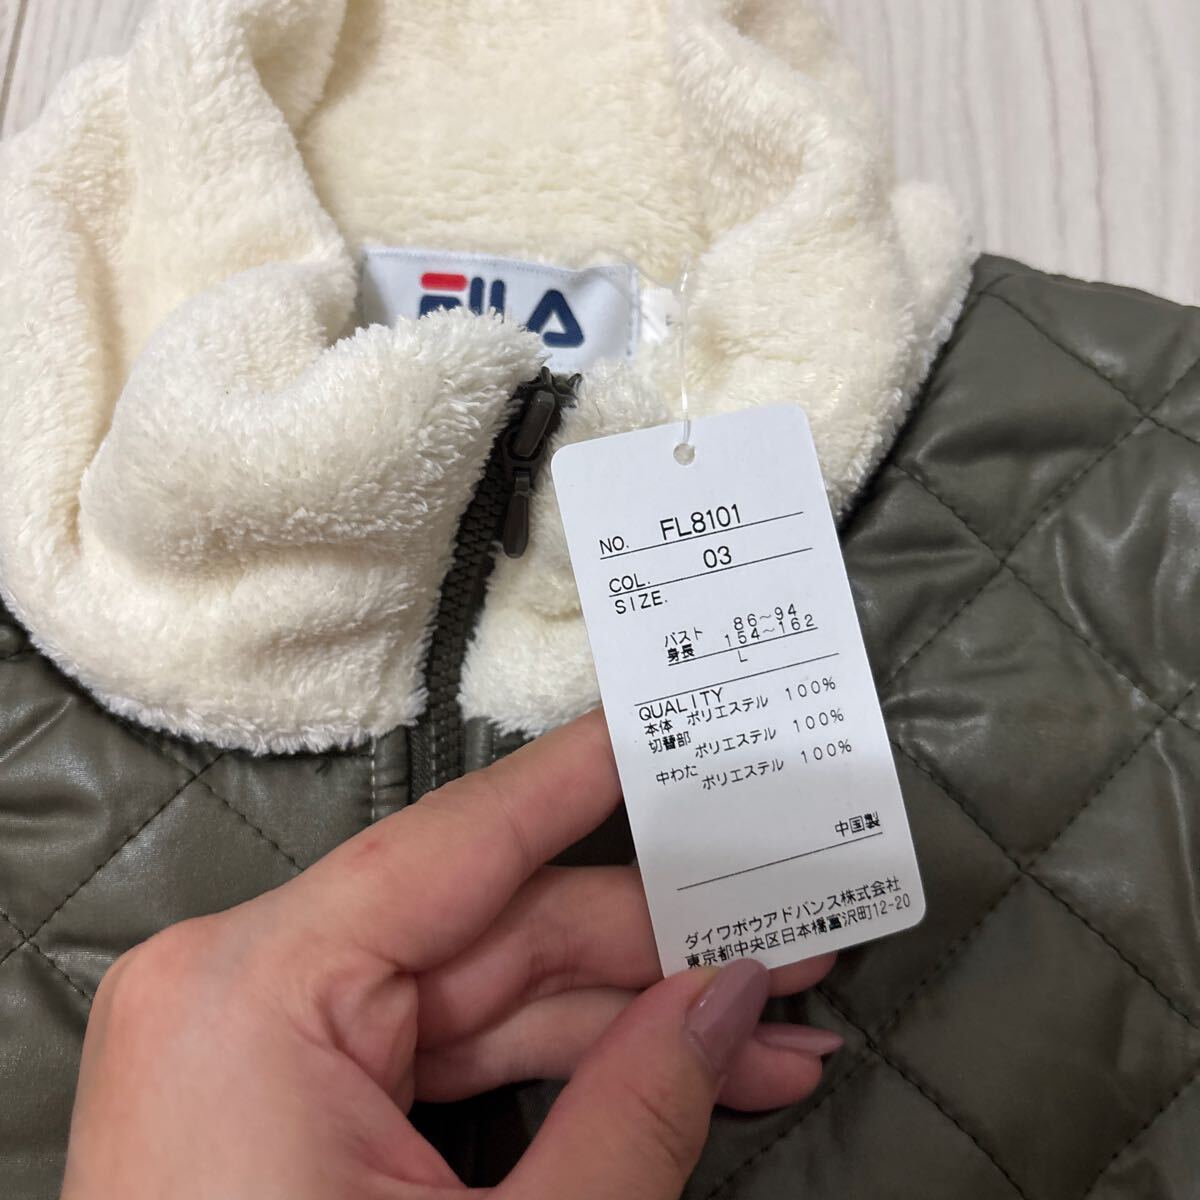 FILA
NO. FL8101
COL. 03
SIZE.
バスト 86~94
身長 154~162
L
QUALITY
本体 ポリエステル 100%
切替部 ポリエステル 100%
中わた ポリエステル 100%
中国製
ダイワボウアドバンス株式会社
東京都中央区日本橋富沢町12-20